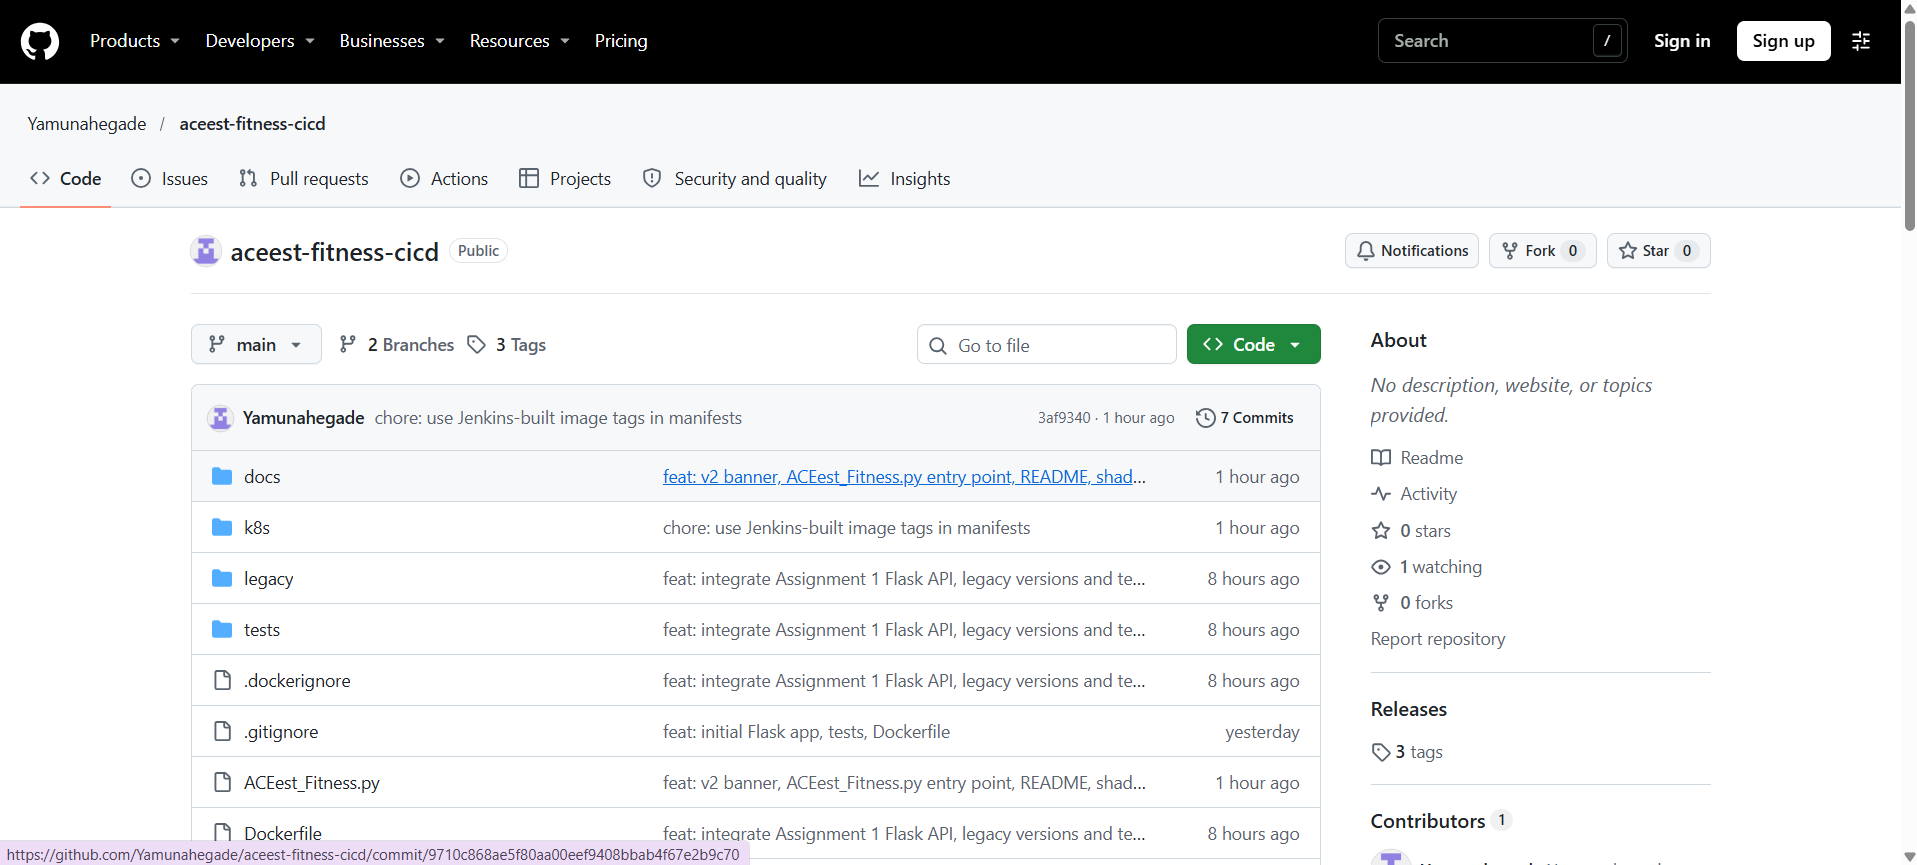 Products Developers Businesses Resources Pricing Search / Sign in Sign up
Yamunahegade / aceest-fitness-cicd
Code Issues Pull requests Actions Projects Security and quality Insights
aceest-fitness-cicd Public Notifications Fork 0 Star 0
main 2 Branches 3 Tags Go to file Code
Yamunahegade chore: use Jenkins-built image tags in manifests 3af9340 · 1 hour ago 7 Commits
docs feat: v2 banner, ACEest_Fitness.py entry point, README, shad... 1 hour ago
k8s chore: use Jenkins-built image tags in manifests 1 hour ago
legacy feat: integrate Assignment 1 Flask API, legacy versions and te... 8 hours ago
tests feat: integrate Assignment 1 Flask API, legacy versions and te... 8 hours ago
.dockerignore feat: integrate Assignment 1 Flask API, legacy versions and te... 8 hours ago
.gitignore feat: initial Flask app, tests, Dockerfile yesterday
ACEest_Fitness.py feat: v2 banner, ACEest_Fitness.py entry point, README, shad... 1 hour ago
Dockerfile feat: integrate Assignment 1 Flask API, legacy versions and te... 8 hours ago
About
No description, website, or topics
provided.
Readme
Activity
0 stars
1 watching
0 forks
Report repository
Releases
3 tags
Contributors 1
https://github.com/Yamunahegade/aceest-fitness-cicd/commit/9710c868ae5f80aa00eef9408bbab4f67e2b9c70